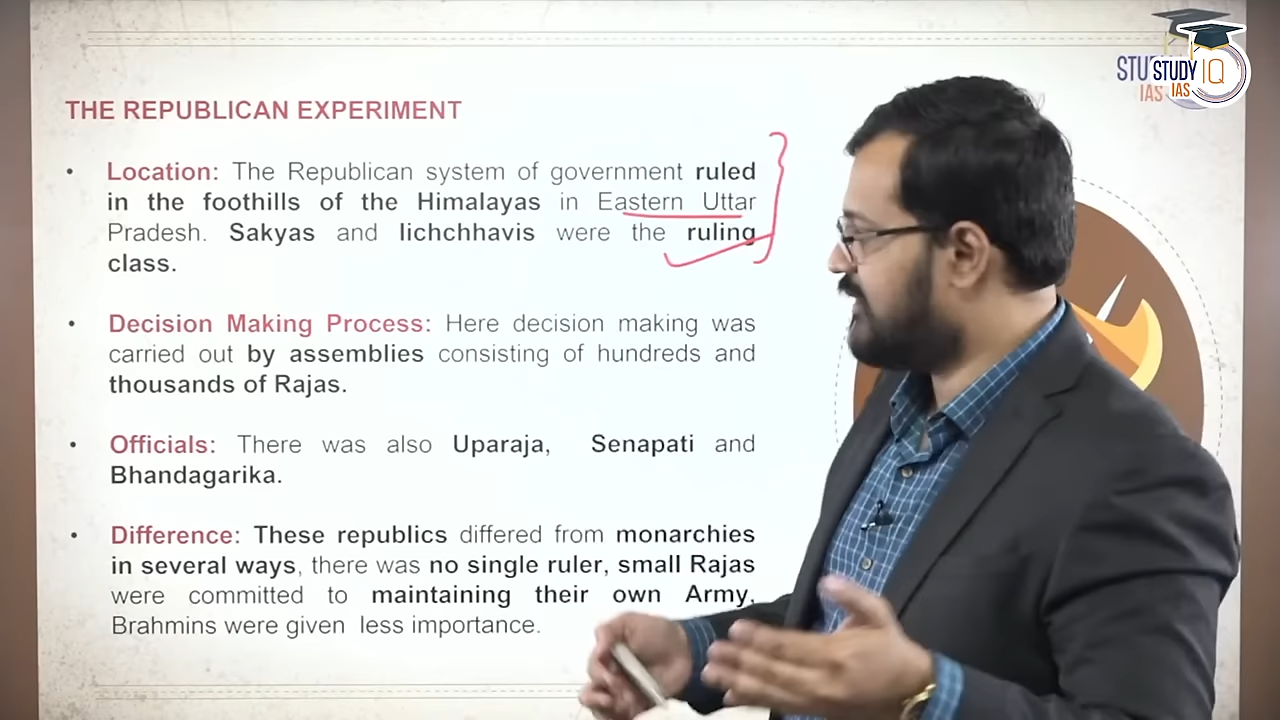 STUDY IQ
IAS
THE REPUBLICAN EXPERIMENT
• Location: The Republican system of government ruled
in the foothills of the Himalayas in Eastern Uttar
Pradesh. Sakyas and lichchhavis were the ruling
class.
• Decision Making Process: Here decision making was
carried out by assemblies consisting of hundreds and
thousands of Rajas.
• Officials: There was also Uparaja, Senapati and
Bhandagarika.
• Difference: These republics differed from monarchies
in several ways, there was no single ruler, small Rajas
were committed to maintaining their own Army,
Brahmins were given less importance.